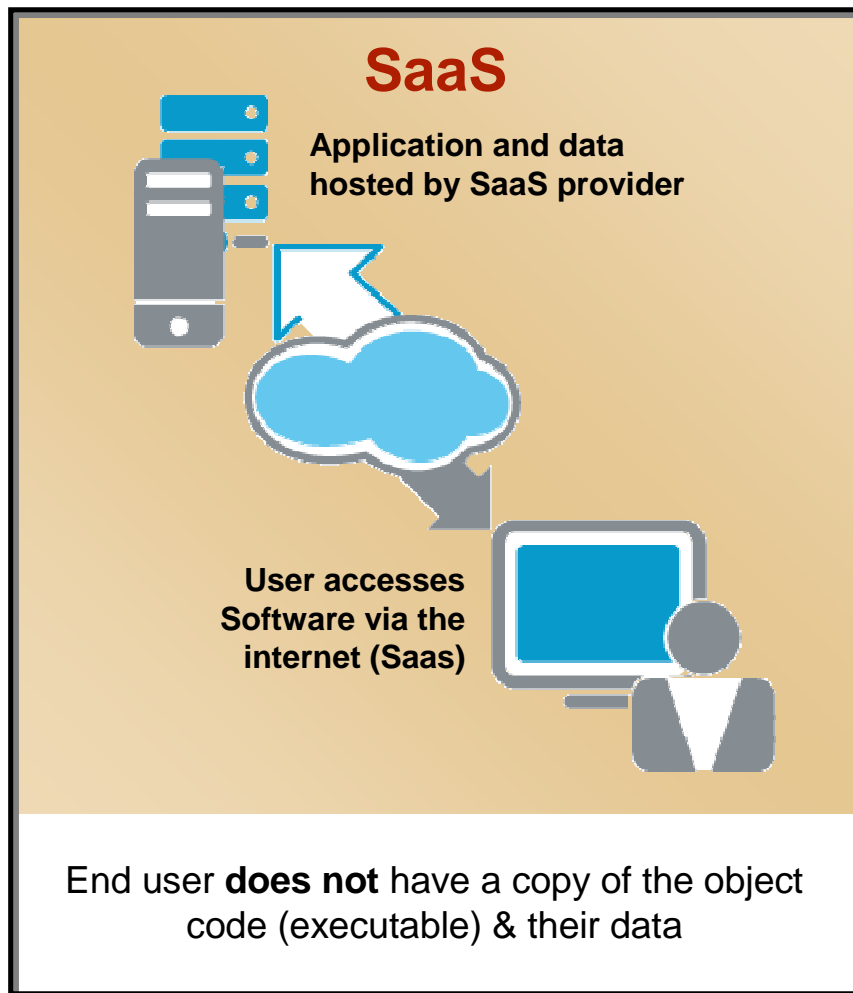 SaaS
Application and data
hosted by SaaS provider
User accesses
Software via the
internet (Saas)
End user does not have a copy of the object
code (executable) & their data